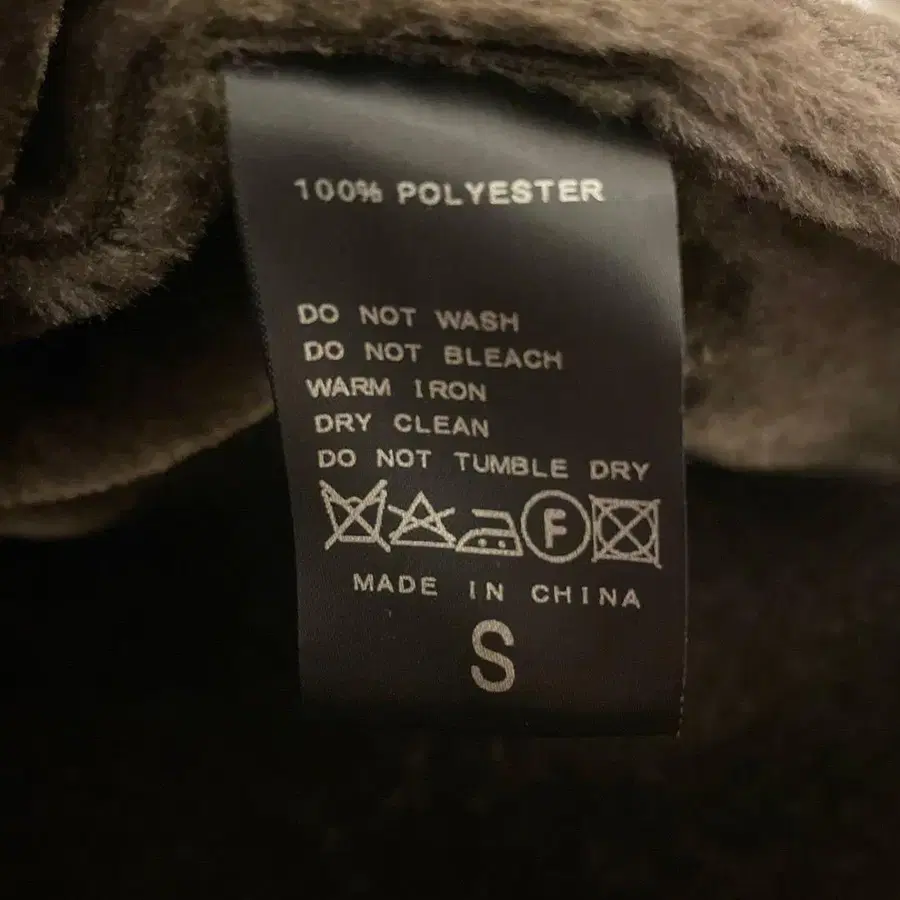 100% POLYESTER
DO NOT WASH
DO NOT BLEACH
WARM IRON
DRY CLEAN
DO NOT TUMBLE DRY
F
MADE IN CHINA
S